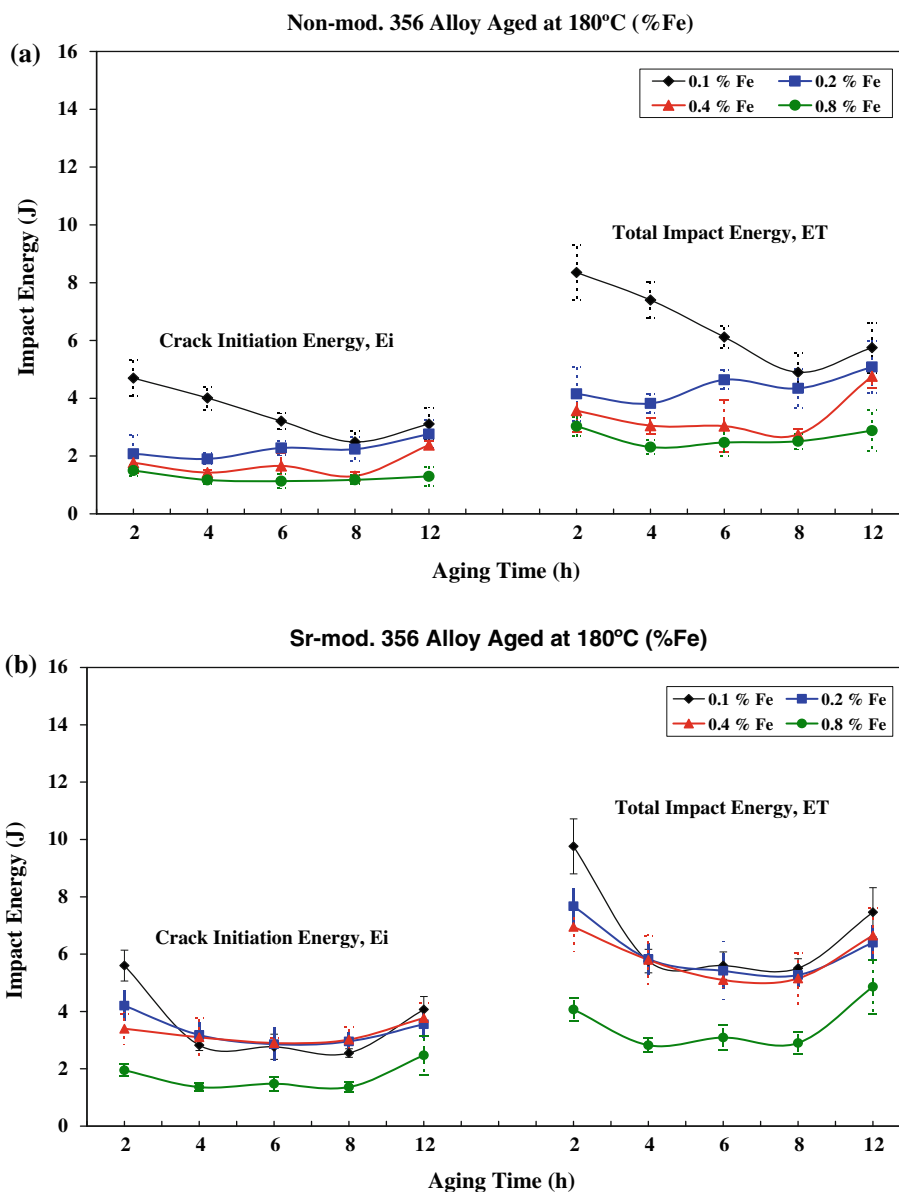 Non-mod. 356 Alloy Aged at 180ºC (%Fe)
(a)
16
14
12
10
8
6
4
2
0
Impact Energy (J)
0.1 % Fe 0.2 % Fe
0.4 % Fe 0.8 % Fe
Total Impact Energy, ET
Crack Initiation Energy, Ei
2 4 6 8 12 2 4 6 8 12
Aging Time (h)
Sr-mod. 356 Alloy Aged at 180ºC (%Fe)
(b)
16
14
12
10
8
6
4
2
0
Impact Energy (J)
0.1 % Fe 0.2 % Fe
0.4 % Fe 0.8 % Fe
Total Impact Energy, ET
Crack Initiation Energy, Ei
2 4 6 8 12 2 4 6 8 12
Aging Time (h)